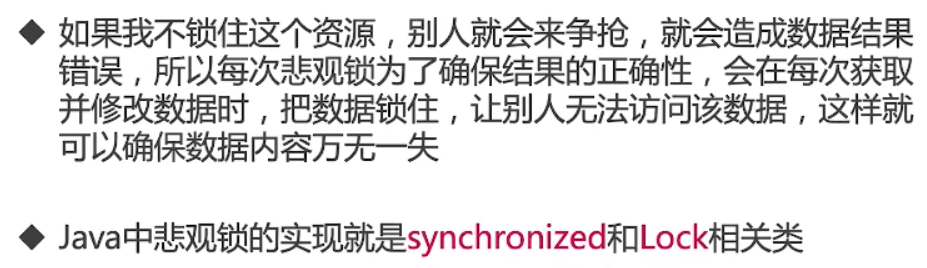 ◆ 如果我不锁住这个资源，别人就会来争抢，就会造成数据结果
错误，所以每次悲观锁为了确保结果的正确性，会在每次获取
并修改数据时，把数据锁住，让别人无法访问该数据，这样就
可以确保数据内容万无一失
◆ Java中悲观锁的实现就是synchronized和Lock相关类